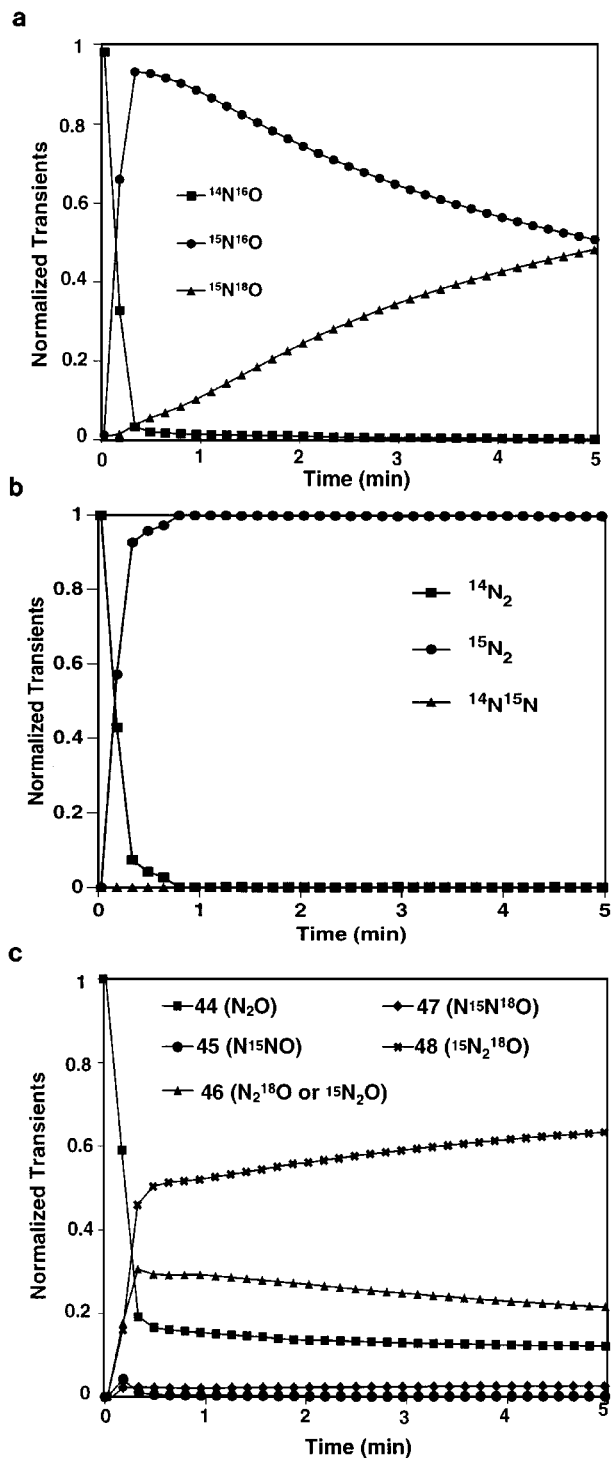 a
1
0.8
0.6
0.4
0.2
0
Normalized Transients
¹⁴N¹⁶O
¹⁵N¹⁶O
¹⁵N¹⁸O
0 1 2 3 4 5
Time (min)
b
1
0.8
0.6
0.4
0.2
0
Normalized Transients
¹⁴N₂
¹⁵N₂
¹⁴N¹⁵N
0 1 2 3 4 5
Time (min)
c
1
0.8
0.6
0.4
0.2
0
Normalized Transients
44 (N₂O) 47 (N¹⁵N¹⁸O)
45 (N¹⁵NO) 48 (¹⁵N₂¹⁸O)
46 (N₂¹⁸O or ¹⁵N₂O)
0 1 2 3 4 5
Time (min)